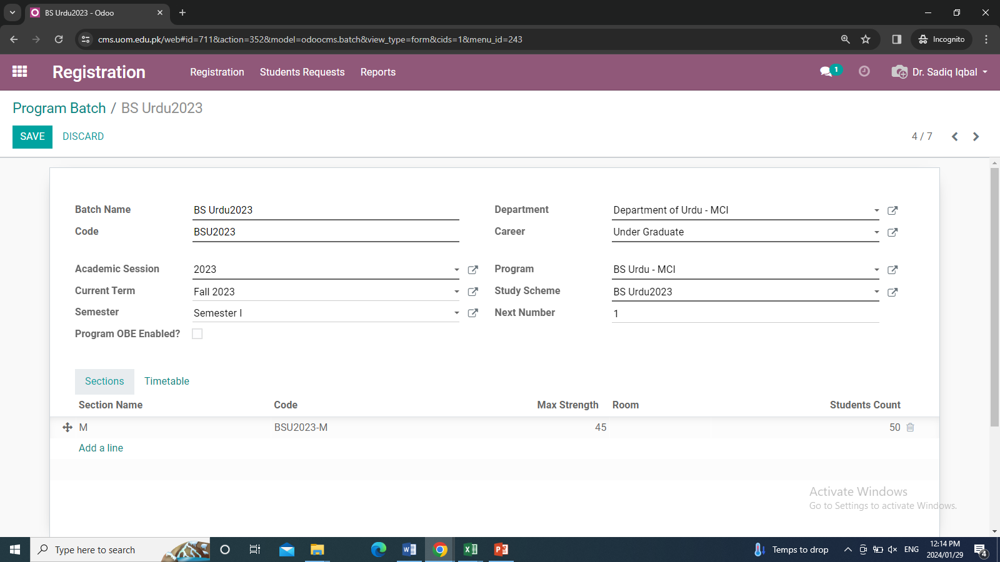 BS Urdu2023 - Odoo
cms.uom.edu.pk/web#id=711&action=352&model=odoocms.batch&view_type=form&cids=1&menu_id=243
Incognito
Registration
Registration
Students Requests
Reports
1
Dr. Sadiq Iqbal
Program Batch / BS Urdu2023
SAVE
DISCARD
4 / 7
Batch Name
BS Urdu2023
Department
Department of Urdu - MCI
Code
BSU2023
Career
Under Graduate
Academic Session
2023
Program
BS Urdu - MCI
Current Term
Fall 2023
Study Scheme
BS Urdu2023
Semester
Semester I
Next Number
1
Program OBE Enabled?
Sections
Timetable
Section Name
Code
Max Strength
Room
Students Count
M
BSU2023-M
45
50
Add a line
Activate Windows
Go to Settings to activate Windows.
Type here to search
Temps to drop
ENG
12:14 PM
2024/01/29
4